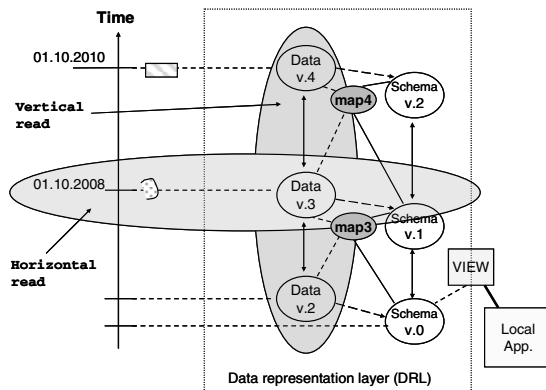 Time
01.10.2010
Data
v.4
Schema
v.2
map4
Vertical
read
01.10.2008
Data
v.3
Schema
v.1
map3
Horizontal
read
VIEW
Data
v.2
Schema
v.0
Local
App.
Data representation layer (DRL)